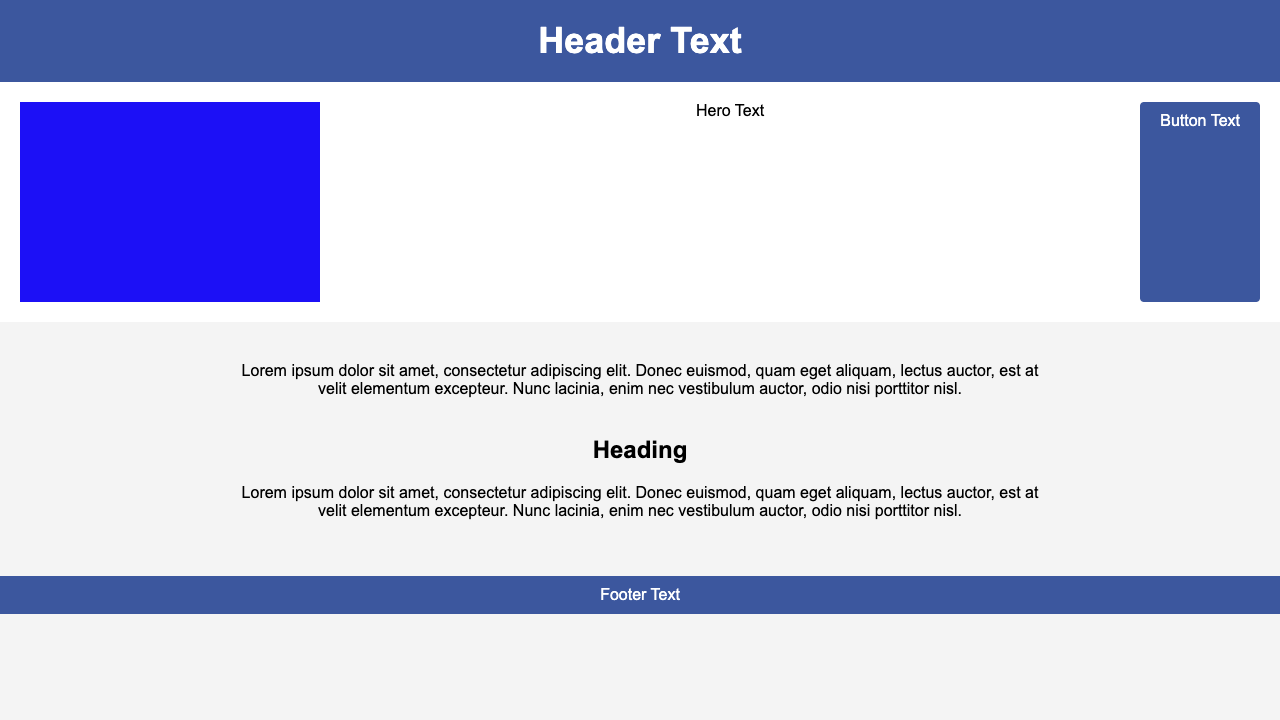 Header Text
Hero Text
Button Text
Lorem ipsum dolor sit amet, consectetur adipiscing elit. Donec euismod, quam eget aliquam, lectus auctor, est at
velit elementum excepteur. Nunc lacinia, enim nec vestibulum auctor, odio nisi porttitor nisl.
Heading
Lorem ipsum dolor sit amet, consectetur adipiscing elit. Donec euismod, quam eget aliquam, lectus auctor, est at
velit elementum excepteur. Nunc lacinia, enim nec vestibulum auctor, odio nisi porttitor nisl.
Footer Text